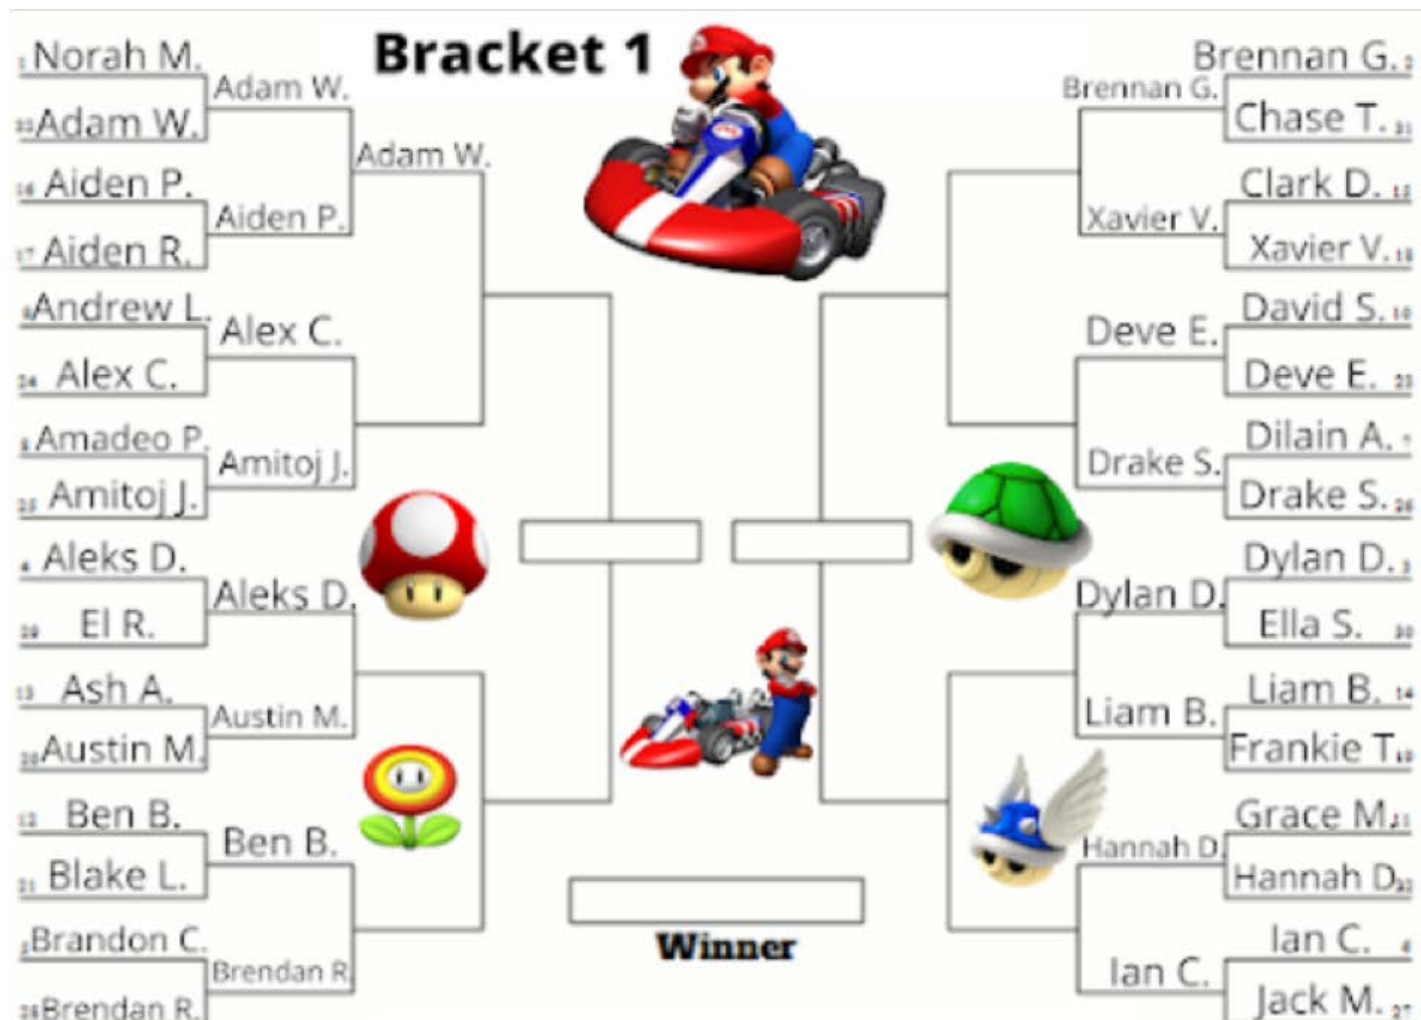 Bracket 1
Norah M.
Adam W.
Aiden P.
Aiden R.
Andrew L.
Alex C.
Amadeo P.
Amitoj J.
Aleks D.
El R.
Ash A.
Austin M.
Ben B.
Blake L.
Brandon C.
Brendan R.
Adam W.
Aiden P.
Alex C.
Amitoj J.
Aleks D.
Austin M.
Ben B.
Brendan R.
Adam W.
Brennan G.
Xavier V.
Deve E.
Drake S.
Dylan D.
Liam B.
Hannah D.
Ian C.
Brennan G.
Chase T.
Clark D.
Xavier V.
David S.
Deve E.
Dilain A.
Drake S.
Dylan D.
Ella S.
Liam B.
Frankie T.
Grace M.
Hannah D.
Ian C.
Jack M.
Winner